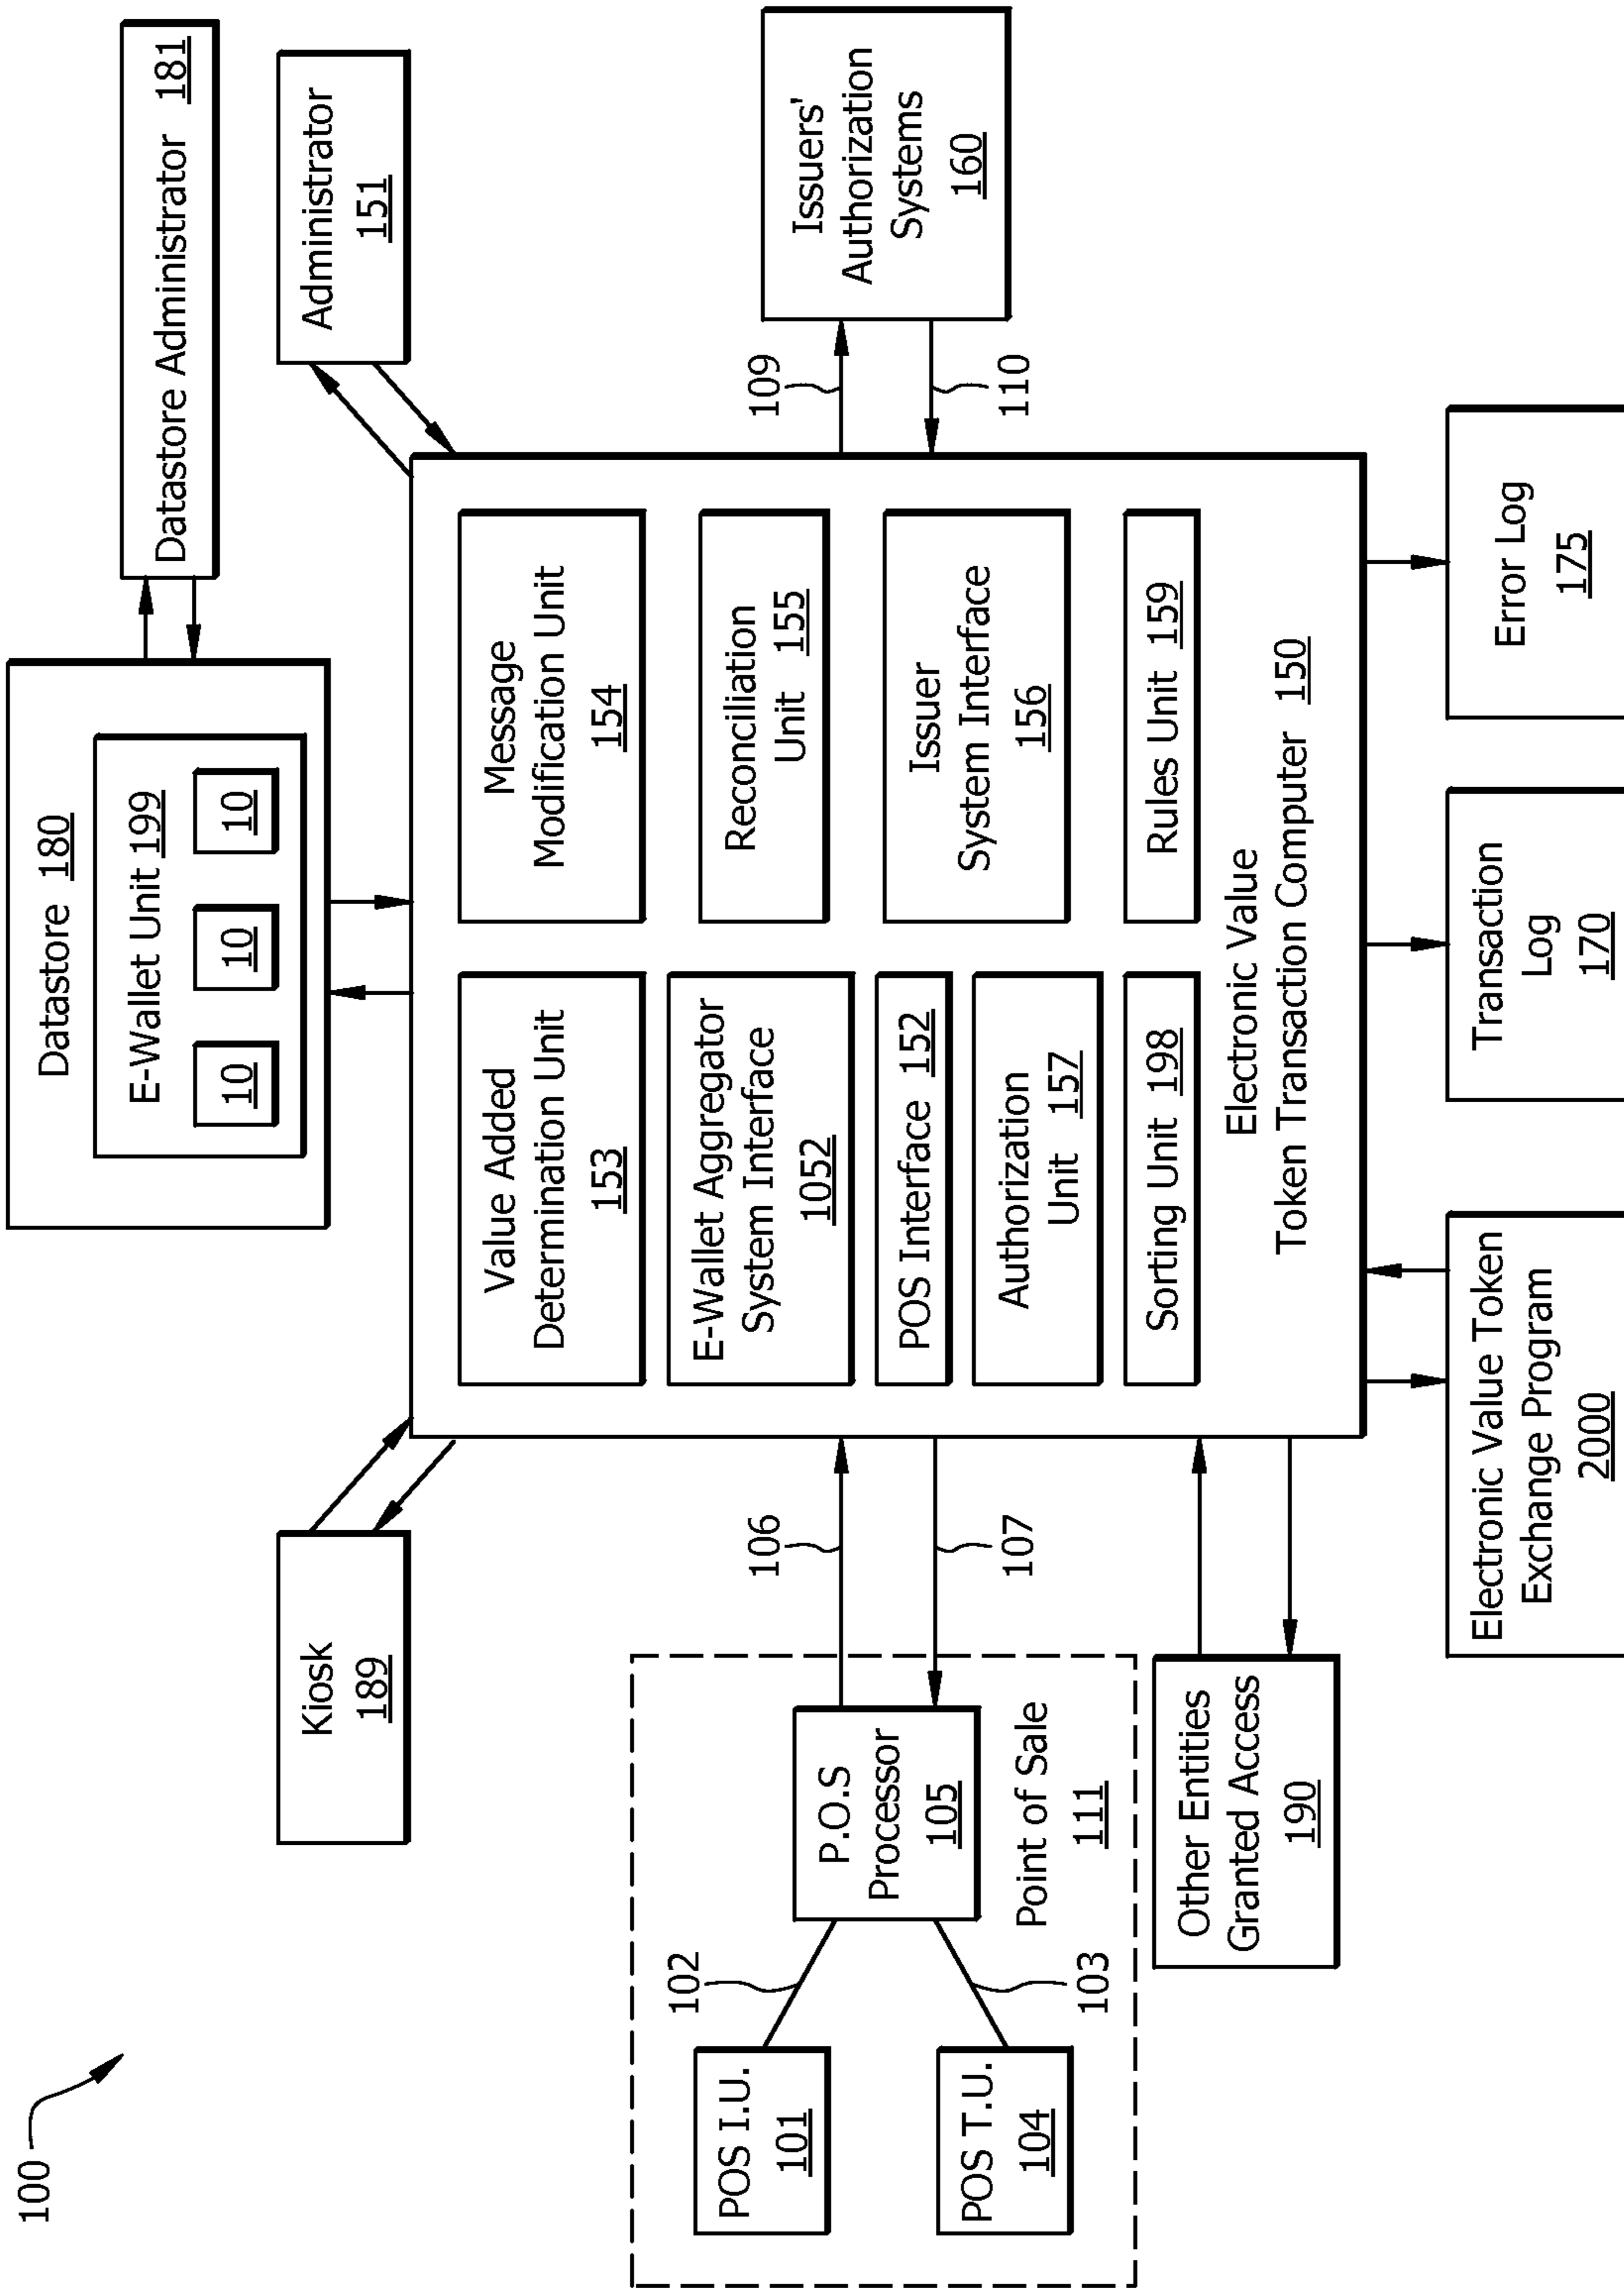 100
Datastore 180
E-Wallet Unit 199
10
10
10
Datastore Administrator 181
Kiosk
189
Administrator
151
POS I.U.
101
102
POS T.U.
104
103
P.O.S
Processor
105
Point of Sale
111
106
107
Value Added
Determination Unit
153
Message
Modification Unit
154
E-Wallet Aggregator
System Interface
1052
Reconciliation
Unit 155
POS Interface 152
Issuer
System Interface
156
Authorization
Unit 157
Sorting Unit 198
Rules Unit 159
Electronic Value
Token Transaction Computer 150
109
110
Issuers'
Authorization
Systems
160
Other Entities
Granted Access
190
Electronic Value Token
Exchange Program
2000
Transaction
Log
170
Error Log
175